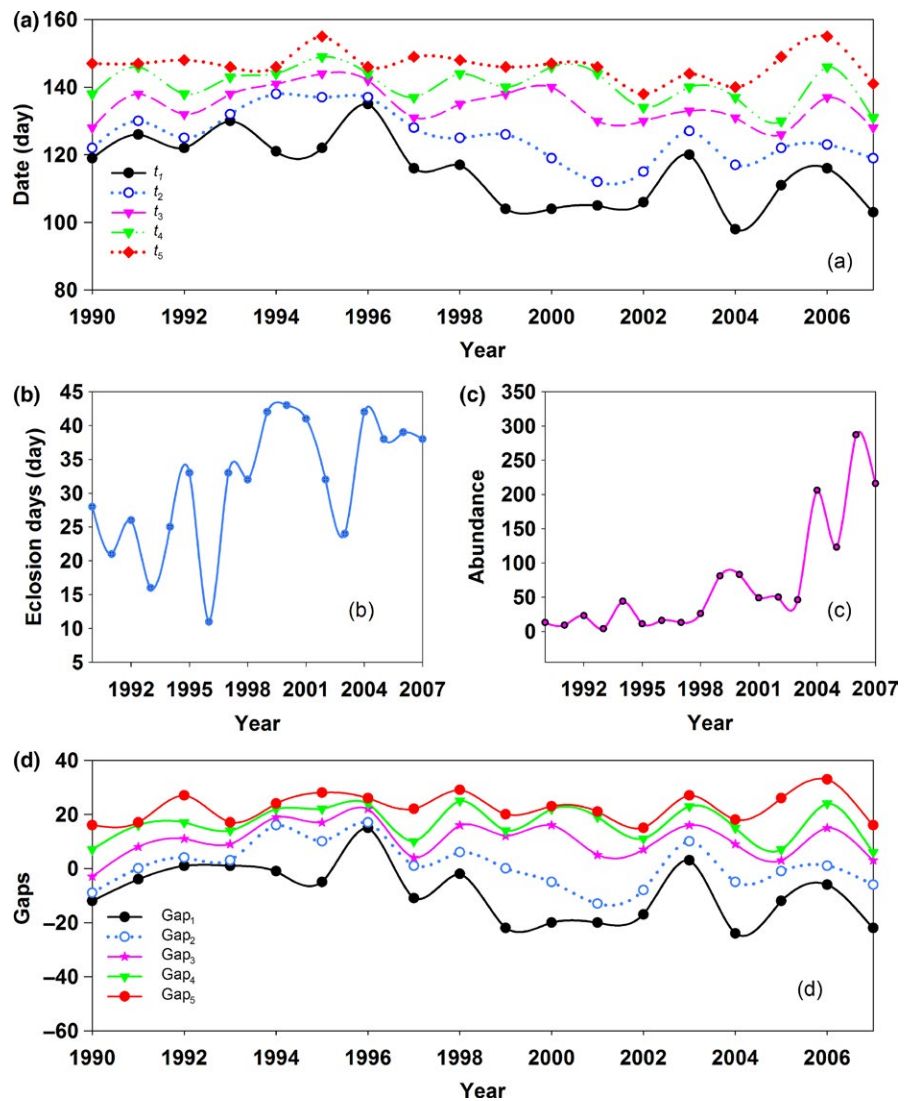 (a)
160
140
120
100
80
Date (day)
t1
t2
t3
t4
t5
(a)
1990 1992 1994 1996 1998 2000 2002 2004 2006
Year
(b)
45
40
35
30
25
20
15
10
5
Eclosion days (day)
(b)
1992 1995 1998 2001 2004 2007
Year
(c)
350
300
250
200
150
100
50
0
Abundance
(c)
1992 1995 1998 2001 2004 2007
Year
(d)
40
20
0
–20
–40
–60
Gaps
Gap1
Gap2
Gap3
Gap4
Gap5
(d)
1990 1992 1994 1996 1998 2000 2002 2004 2006
Year